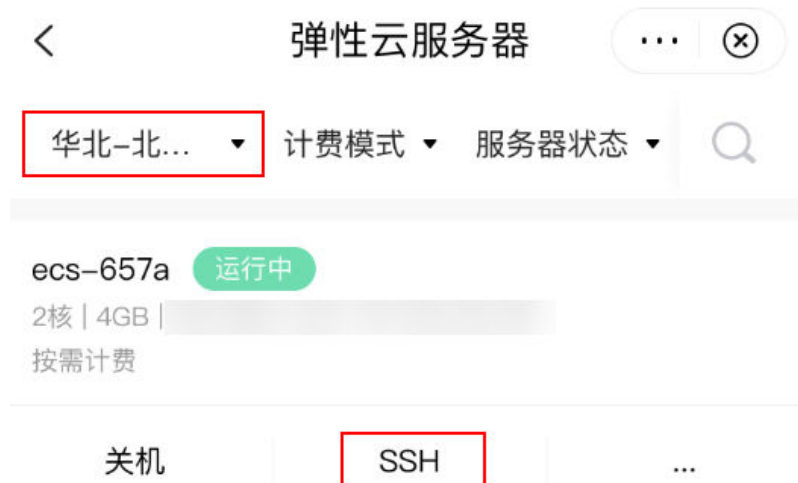 弹性云服务器 ...
华北-北... 计费模式 服务器状态
ecs-657a 运行中
2核 | 4GB |
按需计费
关机 SSH ...